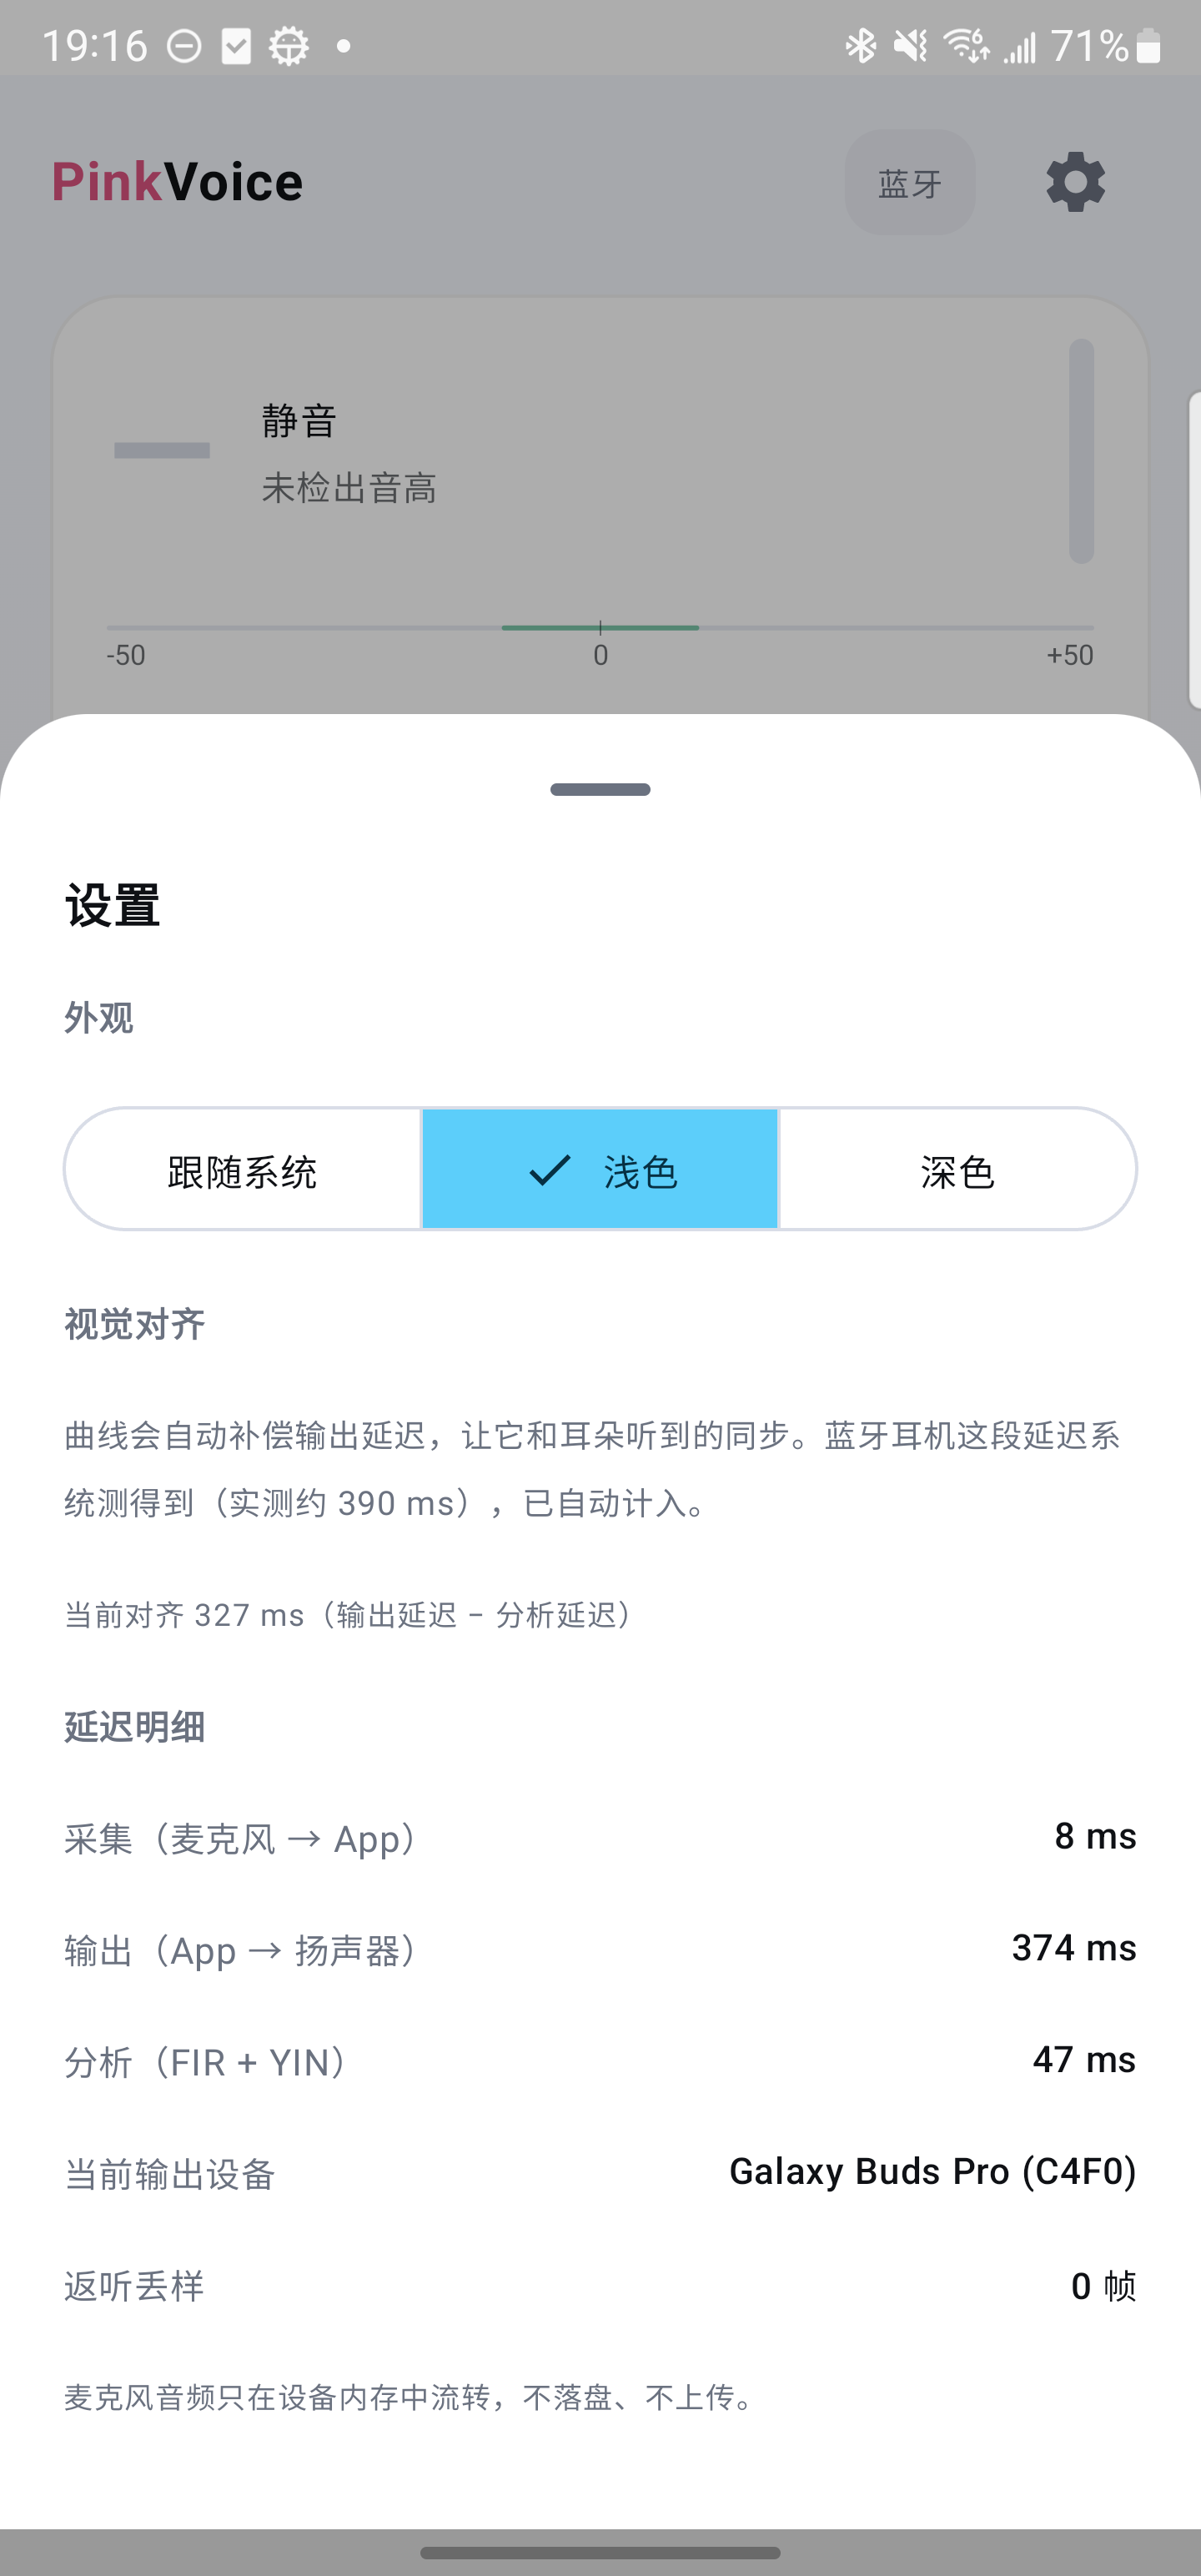 19:16
71%
PinkVoice
蓝牙
静音
未检出音高
-50 0 +50
设置
外观
跟随系统 浅色 深色
视觉对齐
曲线会自动补偿输出延迟，让它和耳朵听到的同步。蓝牙耳机这段延迟系
统测得到（实测约 390 ms），已自动计入。
当前对齐 327 ms（输出延迟 − 分析延迟）
延迟明细
采集（麦克风 → App） 8 ms
输出（App → 扬声器） 374 ms
分析（FIR + YIN） 47 ms
当前输出设备 Galaxy Buds Pro (C4F0)
返听丢样 0 帧
麦克风音频只在设备内存中流转，不落盘、不上传。